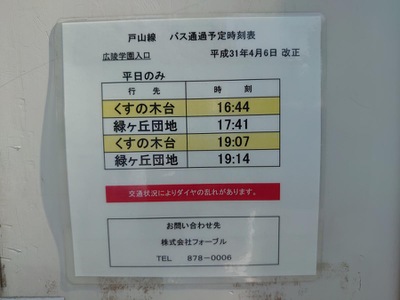 戸山線　バス通過予定時刻表
広陵学園入口　平成31年4月6日 改正
平日のみ
行先　時刻
くすの木台　16:44
緑ヶ丘団地　17:41
くすの木台　19:07
緑ヶ丘団地　19:14
交通状況によりダイヤの乱れがあります。
お問い合わせ先
株式会社フォーブル
TEL　878-0006